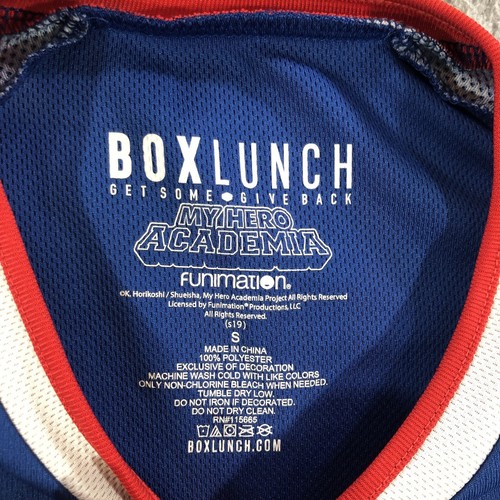 BOXLUNCH
GET SOME GIVE BACK
MY HERO
ACADEMIA
FUNIMATION®
©K. Horikoshi / Shueisha, My Hero Academia Project All Rights Reserved
Licensed by Funimation® Productions, LLC
All Rights Reserved.
(s19)
S
MADE IN CHINA
100% POLYESTER
EXCLUSIVE OF DECORATION
MACHINE WASH COLD WITH LIKE COLORS
ONLY NON-CHLORINE BLEACH WHEN NEEDED.
TUMBLE DRY LOW.
DO NOT IRON IF DECORATED.
DO NOT DRY CLEAN.
RN#115665
BOXLUNCH.COM